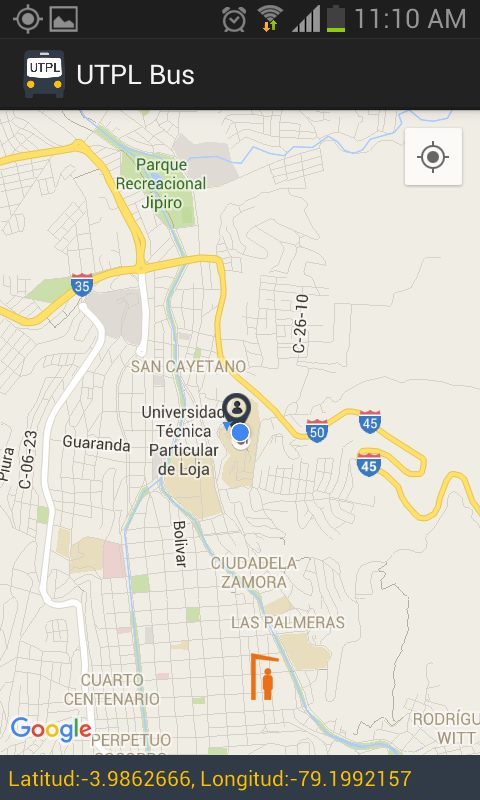 11:10 AM
UTPL
UTPL Bus
Parque
Recreacional
Jipiro
35
C-26-10
SAN CAYETANO
Universidad
Técnica
Particular
de Loja
50
45
45
Guaranda
C-06-23
Piura
Bolivar
CIUDADELA
ZAMORA
LAS PALMERAS
CUARTO
CENTENARIO
RODRÍGU
WITT
Google
PERPETUO
SOCORRO
Latitud:-3.9862666, Longitud:-79.1992157